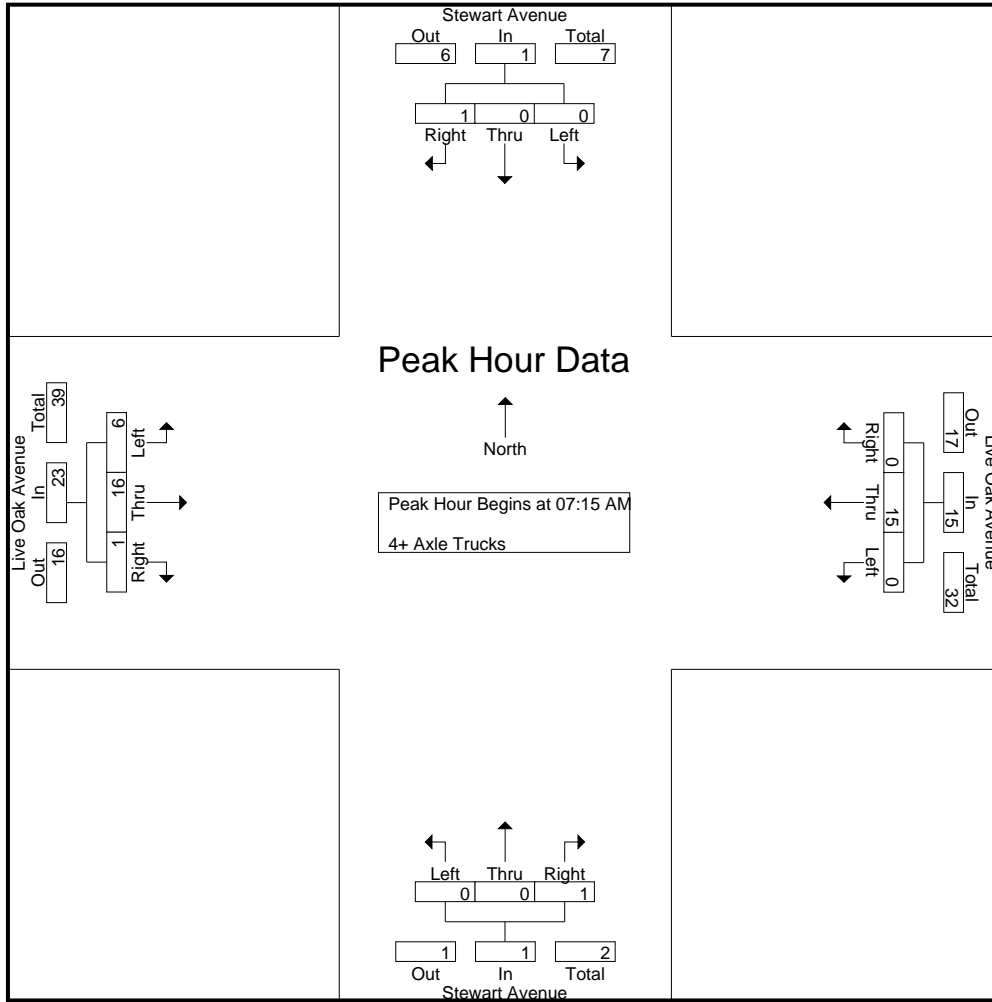 Stewart Avenue
Out In Total
6 1 7
1 0 0
Right Thru Left
Peak Hour Data
North
Peak Hour Begins at 07:15 AM
4+ Axle Trucks
Live Oak Avenue
Out In Total
16 23 39
Right Thru Left
1 16 6
Live Oak Avenue
Out In Total
17 15 32
Right Thru Left
0 15 0
Left Thru Right
0 0 1
1 1 2
Out In Total
Stewart Avenue